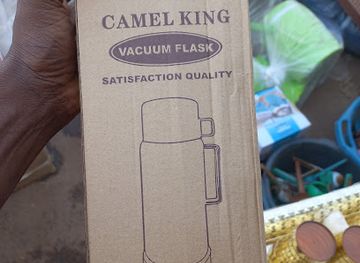 CAMEL KING
VACUUM FLASK
SATISFACTION QUALITY